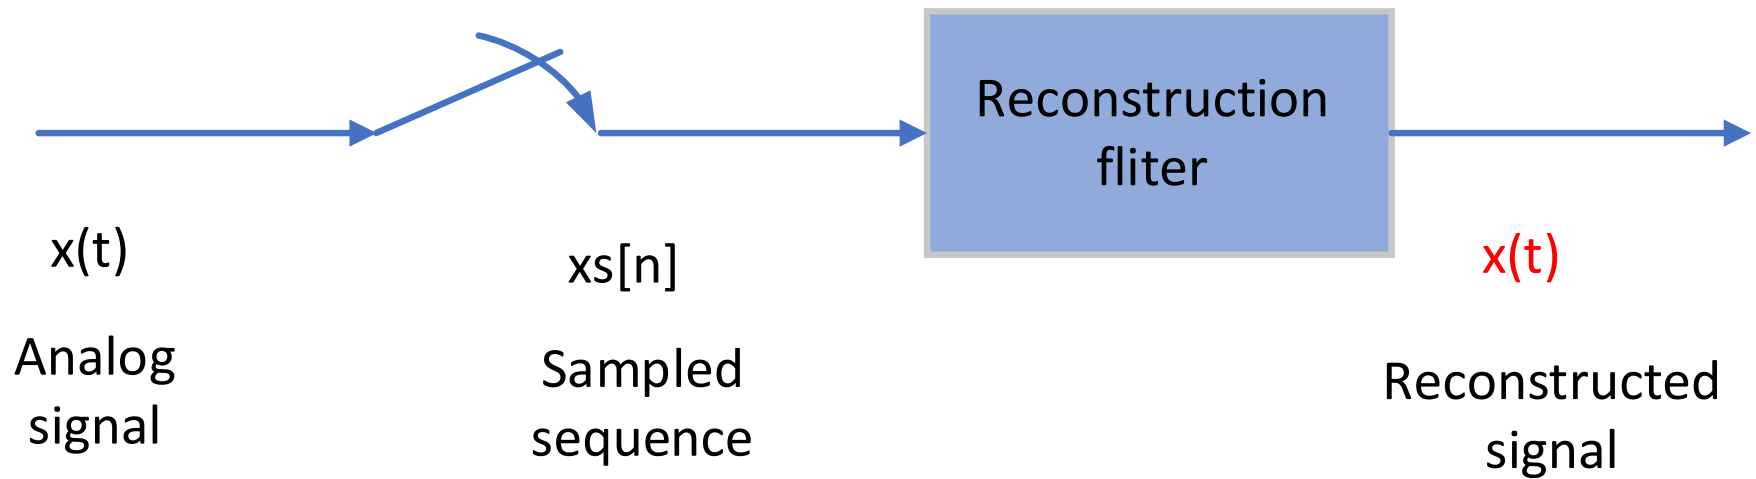 Reconstruction
fliter
x(t)
xs[n]
x(t)
Analog
signal
Sampled
sequence
Reconstructed
signal